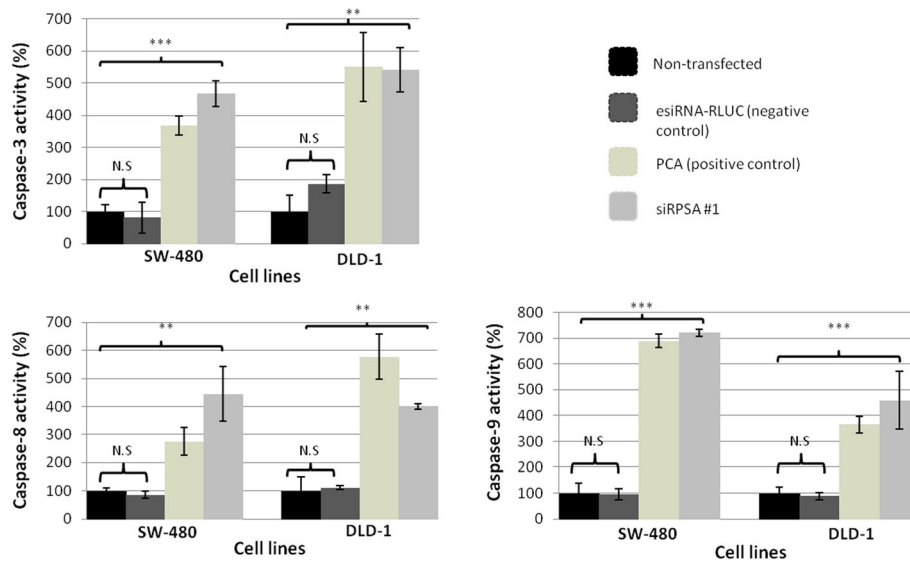 Caspase-3 activity (%)
700
600
500
400
300
200
100
0
***
**
N.S
N.S
SW-480
DLD-1
Cell lines
Non-transfected
esiRNA-RLUC (negative
control)
PCA (positive control)
siRPSA #1
Caspase-8 activity (%)
700
600
500
400
300
200
100
0
**
**
N.S
N.S
SW-480
DLD-1
Cell lines
Caspase-9 activity (%)
800
700
600
500
400
300
200
100
0
***
***
N.S
N.S
SW-480
DLD-1
Cell lines